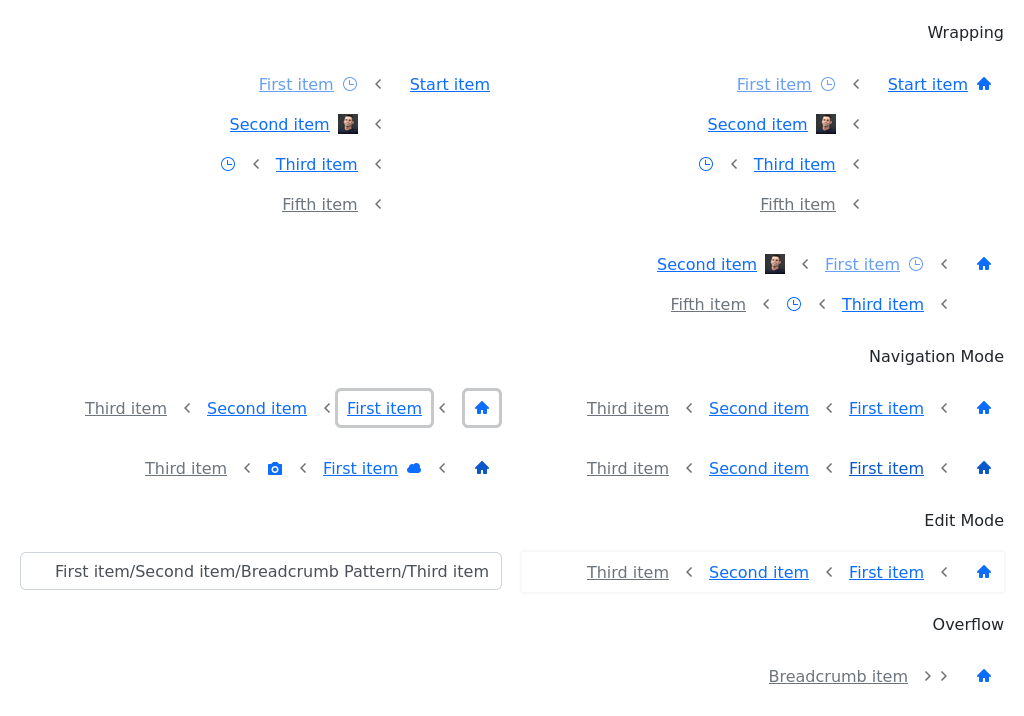 Wrapping
Start item
First item
Second item
Third item
Fifth item
Start item
First item
Second item
Third item
Fifth item
First item Second item
Third item Fifth item
Navigation Mode
First item Second item Third item
First item Second item Third item
First item Second item Third item
First item Third item
Edit Mode
First item Second item Third item
First item/Second item/Breadcrumb Pattern/Third item
Overflow
Breadcrumb item